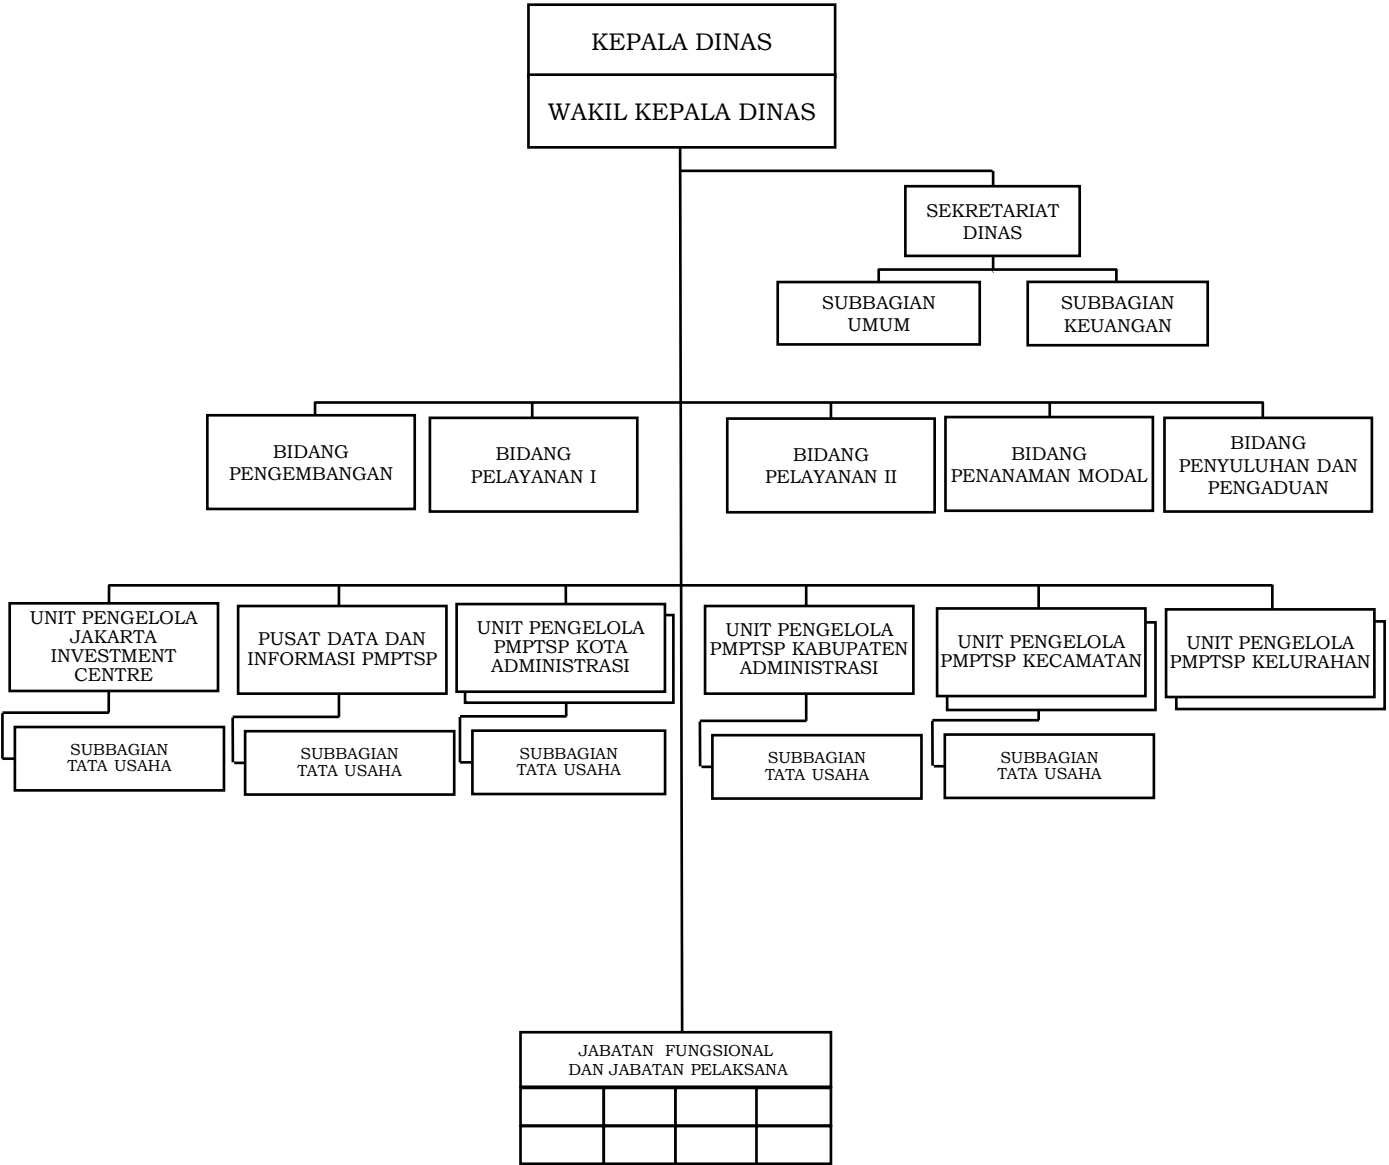 KEPALA DINAS
WAKIL KEPALA DINAS
SEKRETARIAT
DINAS
SUBBAGIAN
UMUM
SUBBAGIAN
KEUANGAN
BIDANG
PENGEMBANGAN
BIDANG
PELAYANAN I
BIDANG
PELAYANAN II
BIDANG
PENANAMAN MODAL
BIDANG
PENYULUHAN DAN
PENGADUAN
UNIT PENGELOLA
JAKARTA
INVESTMENT
CENTRE
PUSAT DATA DAN
INFORMASI PMPTSP
UNIT PENGELOLA
PMPTSP KOTA
ADMINISTRASI
UNIT PENGELOLA
PMPTSP KABUPATEN
ADMINISTRASI
UNIT PENGELOLA
PMPTSP KECAMATAN
UNIT PENGELOLA
PMPTSP KELURAHAN
SUBBAGIAN
TATA USAHA
SUBBAGIAN
TATA USAHA
SUBBAGIAN
TATA USAHA
SUBBAGIAN
TATA USAHA
SUBBAGIAN
TATA USAHA
JABATAN FUNGSIONAL
DAN JABATAN PELAKSANA